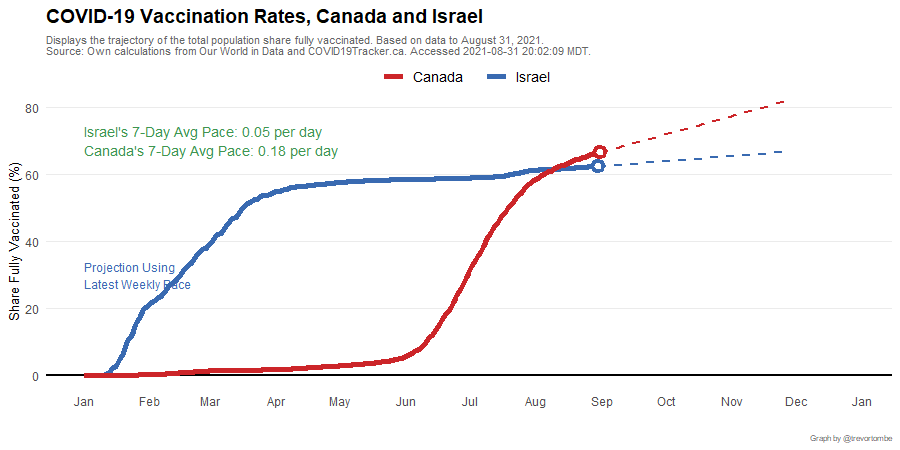 COVID-19 Vaccination Rates, Canada and Israel
Displays the trajectory of the total population share fully vaccinated. Based on data to August 31, 2021.
Source: Own calculations from Our World in Data and COVID19Tracker.ca. Accessed 2021-08-31 20:02:09 MDT.
Canada Israel
Share Fully Vaccinated (%)
80
60
40
20
0
Israel's 7-Day Avg Pace: 0.05 per day
Canada's 7-Day Avg Pace: 0.18 per day
Projection Using
Latest Weekly Pace
Jan Feb Mar Apr May Jun Jul Aug Sep Oct Nov Dec Jan
Graph by @trevortombe